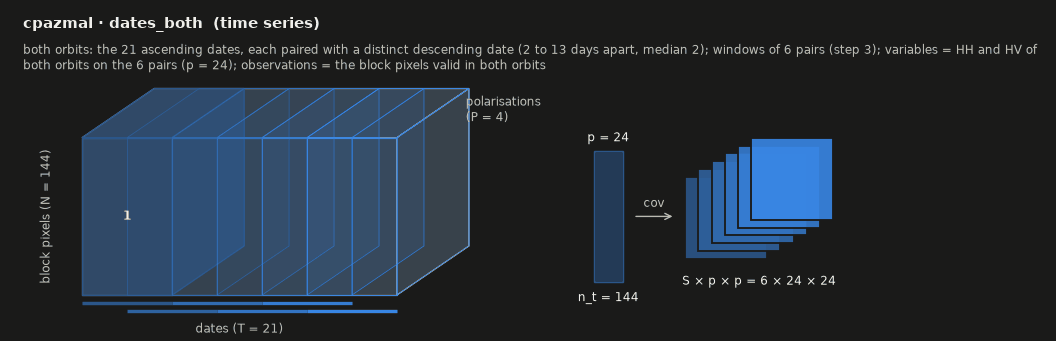 cpazmal · dates_both (time series)
both orbits: the 21 ascending dates, each paired with a distinct descending date (2 to 13 days apart, median 2); windows of 6 pairs (step 3); variables = HH and HV of
both orbits on the 6 pairs (p = 24); observations = the block pixels valid in both orbits
polarisations
(P = 4)
block pixels (N = 144)
1
dates (T = 21)
p = 24
n_t = 144
cov
S × p × p = 6 × 24 × 24